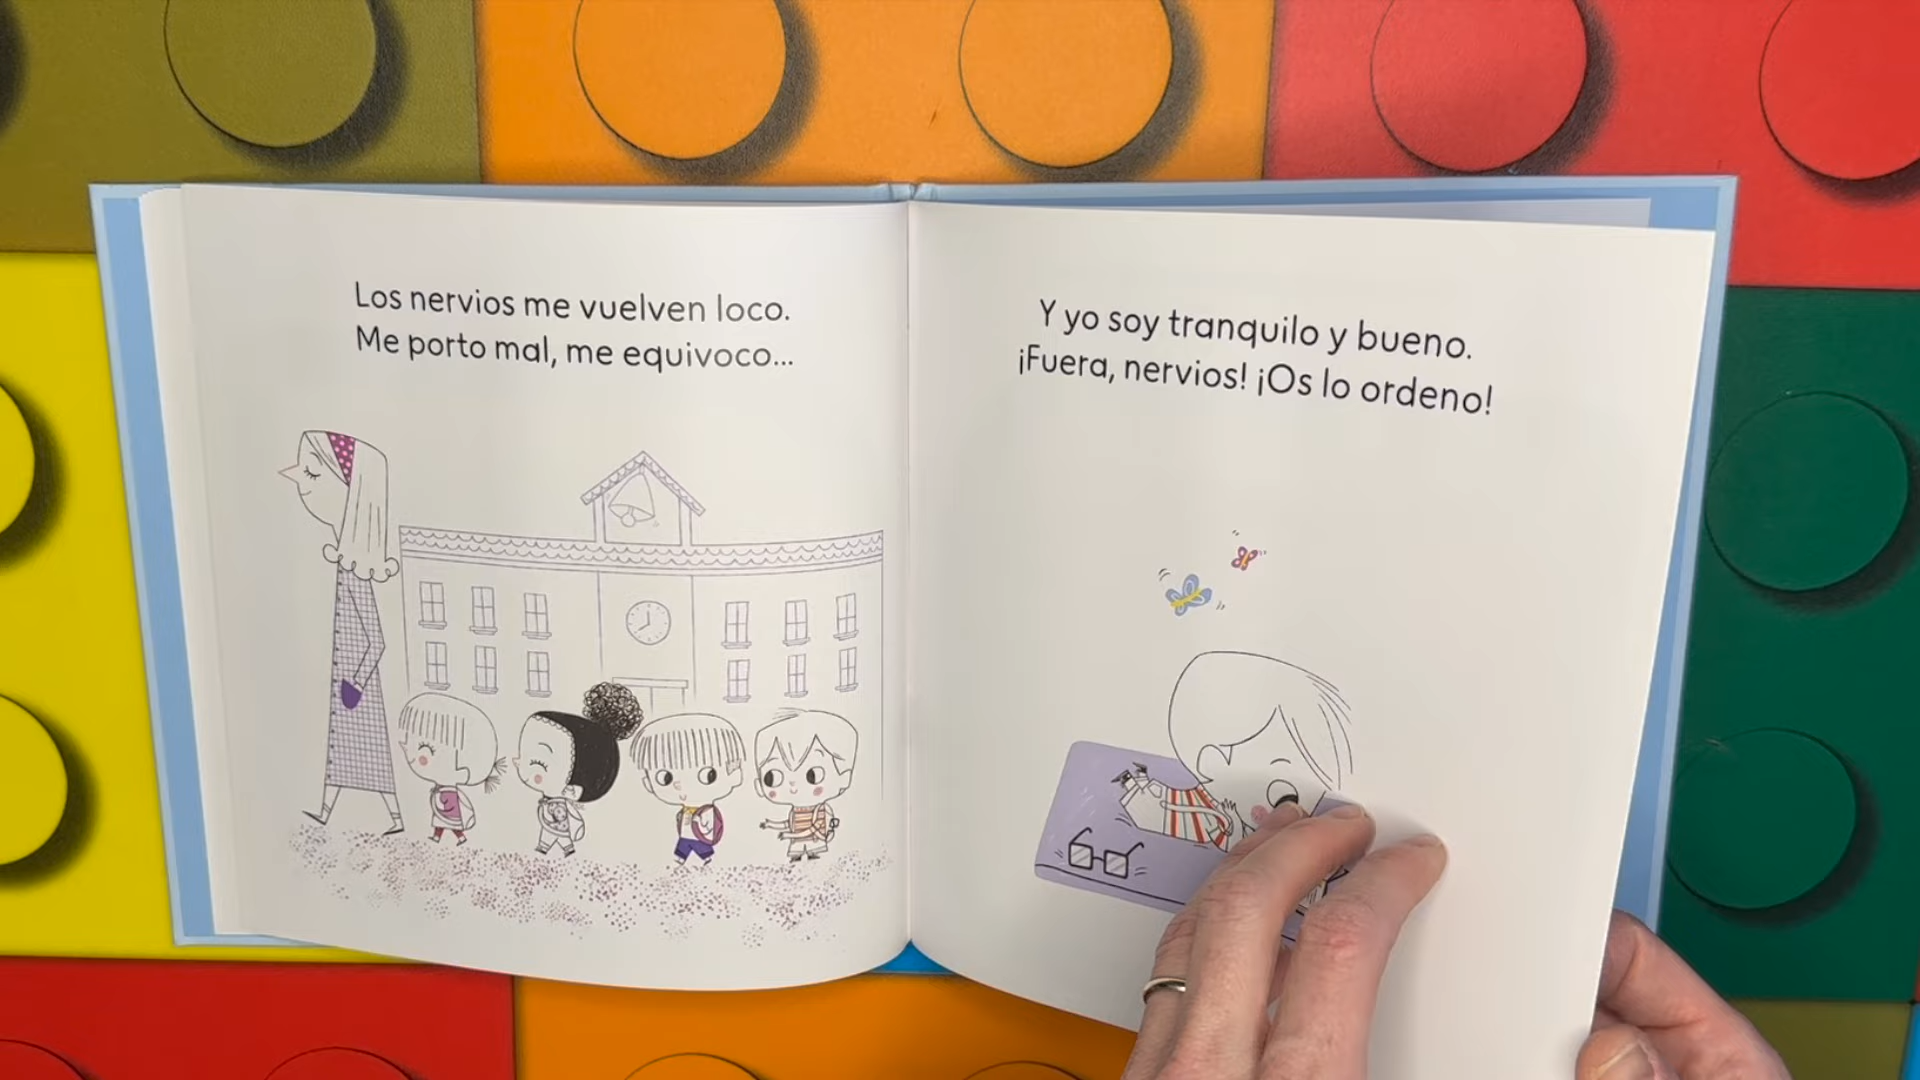 Los nervios me vuelven loco.
Me porto mal, me equivoco...
Y yo soy tranquilo y bueno.
¡Fuera, nervios! ¡Os lo ordeno!